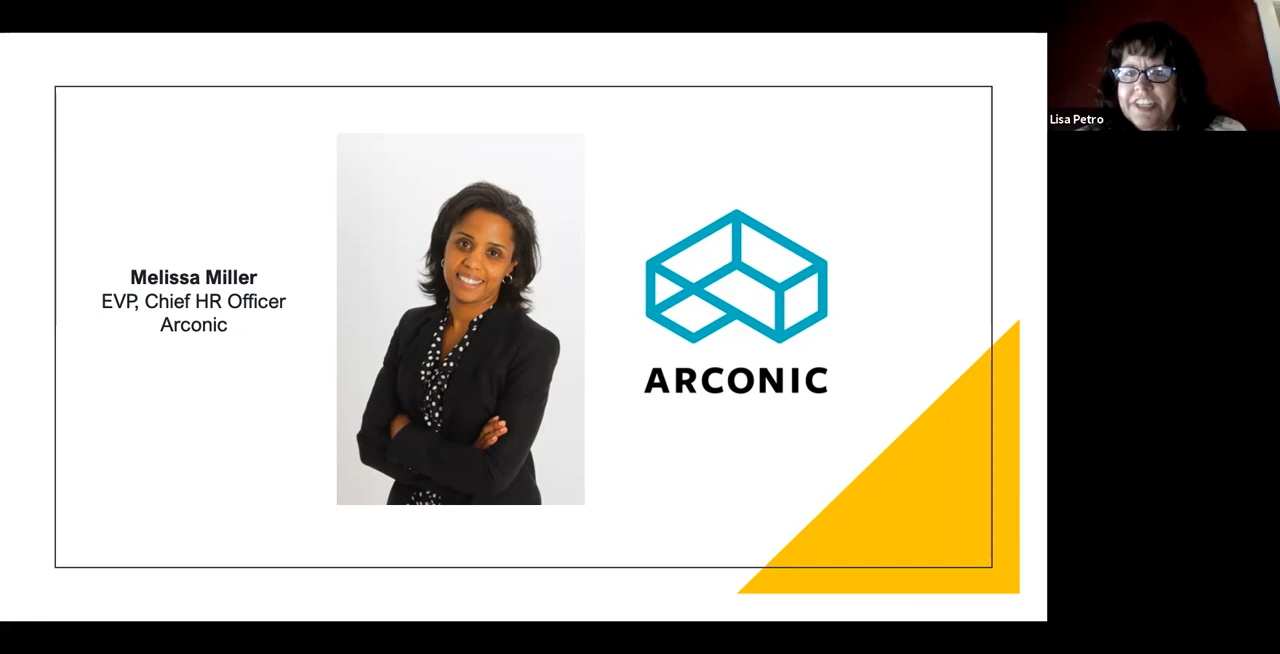 Melissa Miller
EVP, Chief HR Officer
Arconic
ARCONIC
Lisa Petro